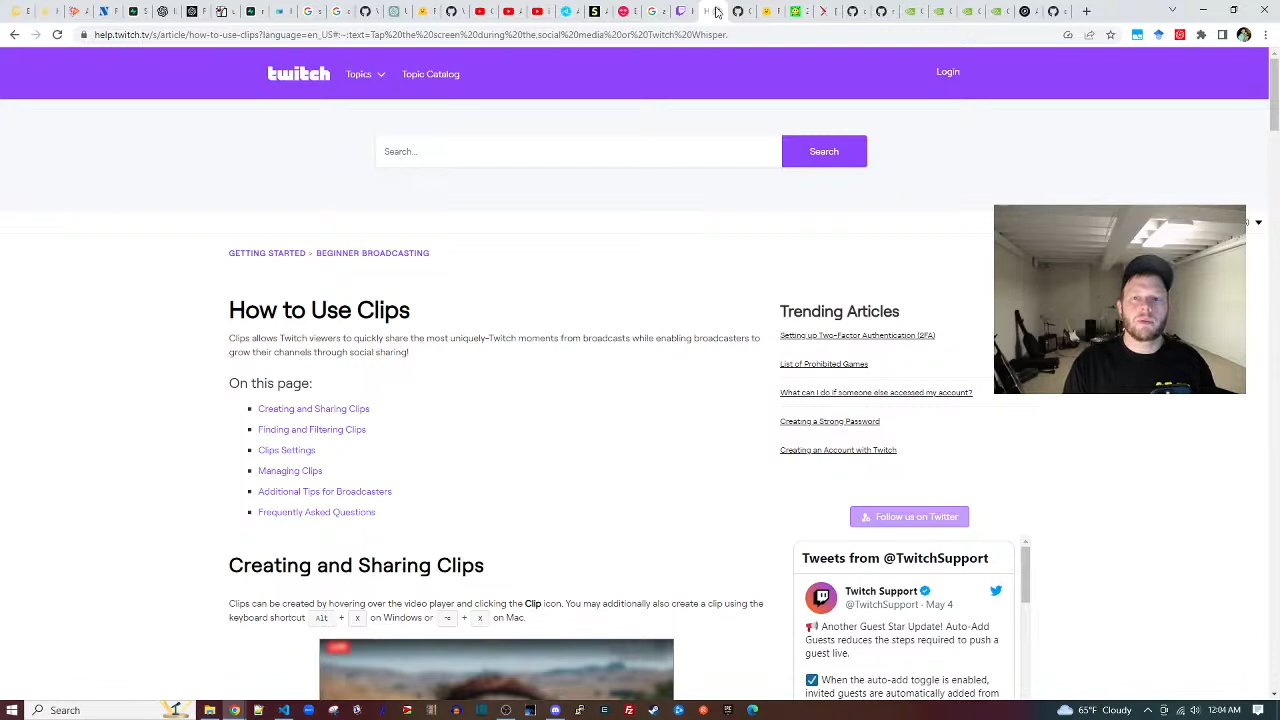 help.twitch.tv/article/how-to-use-clips?language=en_US#:~:text=Tap%20the%20screen%20during%20the,social%20media%20or%20Twitch%20Whisper.
twitch
Topics
Topic Catalog
Login
Search...
Search
GETTING STARTED > BEGINNER BROADCASTING
How to Use Clips
Clips allows Twitch viewers to quickly share the most uniquely-Twitch moments from broadcasts while enabling broadcasters to
grow their channels through social sharing!
On this page:
Creating and Sharing Clips
Finding and Filtering Clips
Clips Settings
Managing Clips
Additional Tips for Broadcasters
Frequently Asked Questions
Creating and Sharing Clips
Clips can be created by hovering over the video player and clicking the Clip icon. You may additionally also create a clip using the
keyboard shortcut Alt + X on Windows or ⌥ + X on Mac.
Trending Articles
Setting up Two-Factor Authentication (2FA)
List of Prohibited Games
What can I do if someone else accessed my account?
Creating a Strong Password
Creating an Account with Twitch
Follow us on Twitter
Tweets from @TwitchSupport
Twitch Support
@TwitchSupport · May 4
📢 Another Guest Star Update! Auto-Add
Guests reduces the steps required to push a
guest live.
☑ When the auto-add toggle is enabled,
invited guests are automatically added from
Search
65°F Cloudy
12:04 AM